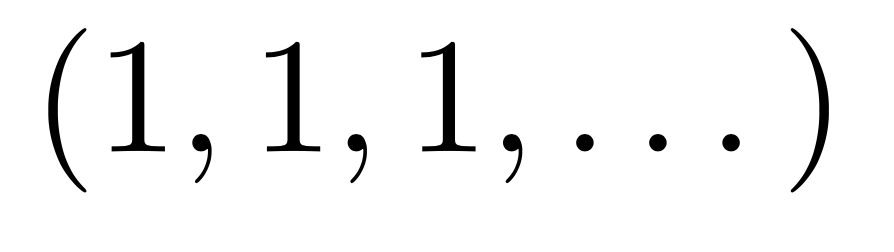 (1, 1, 1, . . . )